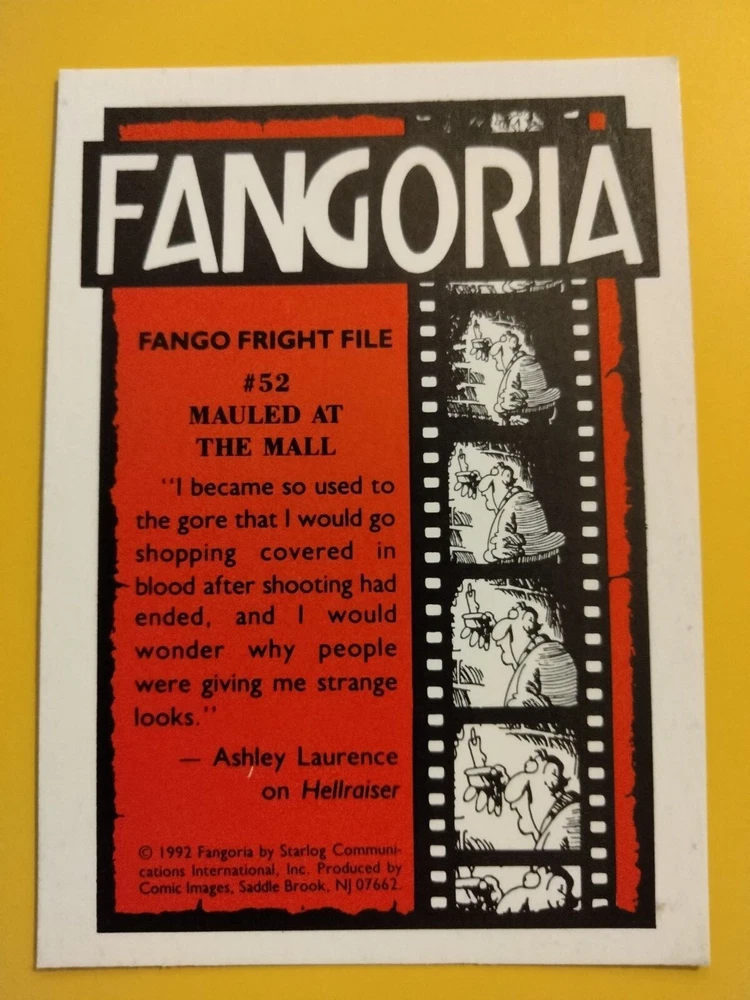 FANGORIA
FANGO FRIGHT FILE
#52
MAULED AT
THE MALL
"I became so used to
the gore that I would go
shopping covered in
blood after shooting had
ended, and I would
wonder why people
were giving me strange
looks."
— Ashley Laurence
on Hellraiser
© 1992 Fangoria by Starlog Communi-
cations International, Inc. Produced by
Comic Images, Saddle Brook, NJ 07662.